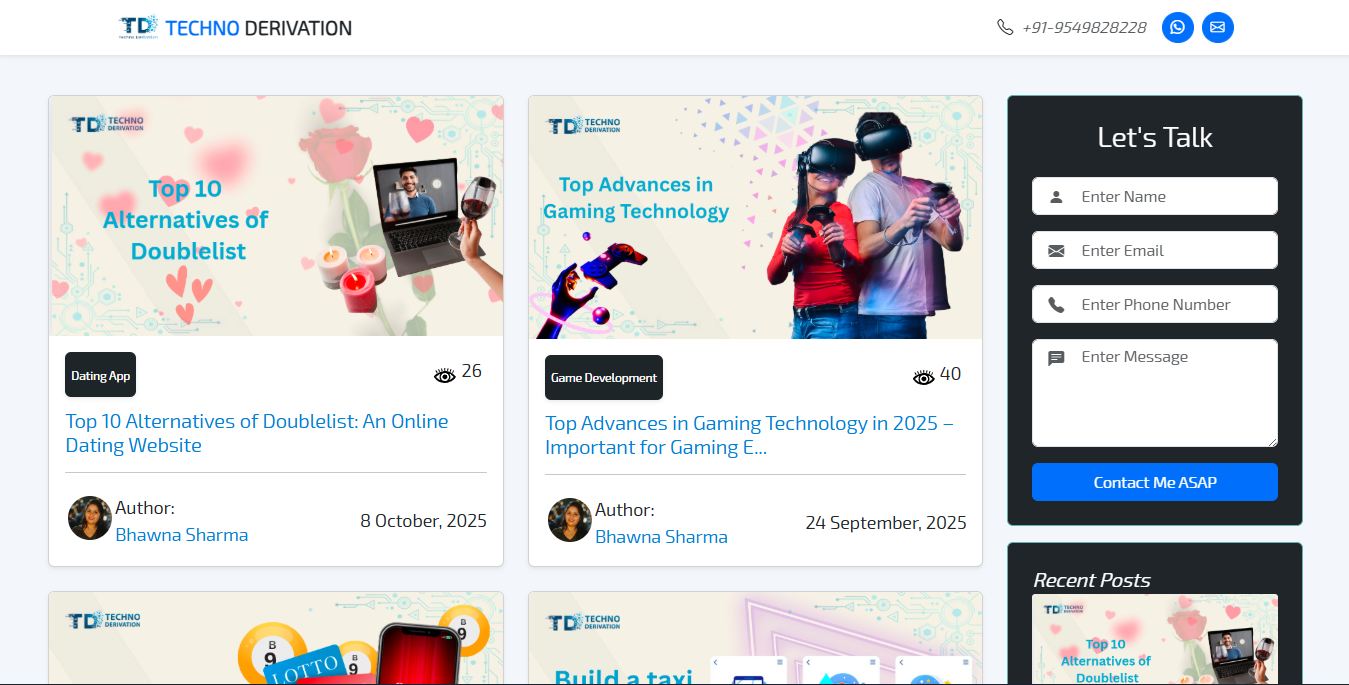 TD TECHNO DERIVATION
+91-9549828228
TD TECHNO
DERIVATION
Top 10
Alternatives of
Doublelist
Dating App
26
Top 10 Alternatives of Doublelist: An Online
Dating Website
Author:
Bhawna Sharma
8 October, 2025
TD TECHNO
DERIVATION
Top Advances in
Gaming Technology
Game Development
40
Top Advances in Gaming Technology in 2025 –
Important for Gaming E...
Author:
Bhawna Sharma
24 September, 2025
Let's Talk
Enter Name
Enter Email
Enter Phone Number
Enter Message
Contact Me ASAP
TD TECHNO
DERIVATION
B
9
B
9
B
9
LOTTO
TD TECHNO
DERIVATION
Build a taxi
Recent Posts
TD TECHNO
DERIVATION
Top 10
Alternatives of
Doublelist